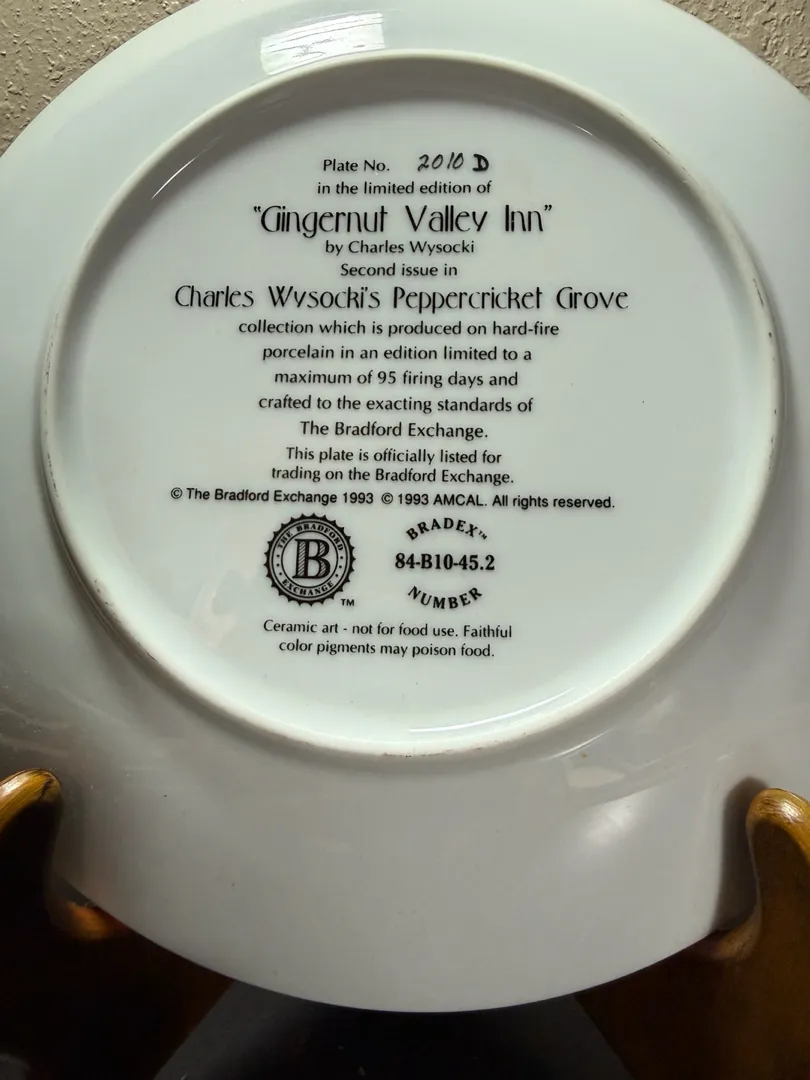 Plate No. 2010 D
in the limited edition of
"Gingernut Valley Inn"
by Charles Wysocki
Second issue in
Charles Wysocki's Peppercricket Grove
collection which is produced on hard-fire
porcelain in an edition limited to a
maximum of 95 firing days and
crafted to the exacting standards of
The Bradford Exchange.
This plate is officially listed for
trading on the Bradford Exchange.
© The Bradford Exchange 1993 © 1993 AMCAL. All rights reserved.
THE BRADFORD
B
EXCHANGE
TM
BRADEX™
84-B10-45.2
NUMBER
Ceramic art - not for food use. Faithful
color pigments may poison food.